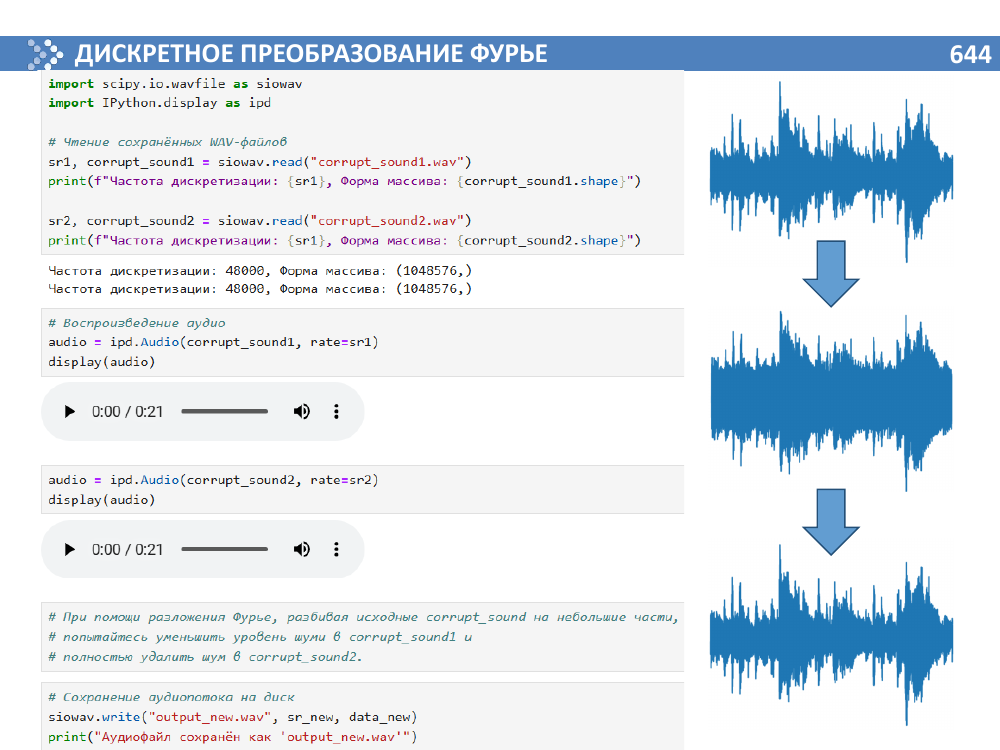 ДИСКРЕТНОЕ ПРЕОБРАЗОВАНИЕ ФУРЬЕ
644
import scipy.io.wavfile as siowav
import IPython.display as ipd
# Чтение сохранённых WAV-файлов
sr1, corrupt_sound1 = siowav.read("corrupt_sound1.wav")
print(f"Частота дискретизации: {sr1}, Форма массива: {corrupt_sound1.shape}")
sr2, corrupt_sound2 = siowav.read("corrupt_sound2.wav")
print(f"Частота дискретизации: {sr1}, Форма массива: {corrupt_sound2.shape}")
Частота дискретизации: 48000, Форма массива: (1048576,)
Частота дискретизации: 48000, Форма массива: (1048576,)
# Воспроизведение аудио
audio = ipd.Audio(corrupt_sound1, rate=sr1)
display(audio)
0:00 / 0:21
audio = ipd.Audio(corrupt_sound2, rate=sr2)
display(audio)
0:00 / 0:21
# При помощи разложения Фурье, разбивая исходные corrupt_sound на небольшие части,
# попытайтесь уменьшить уровень шума в corrupt_sound1 и
# полностью удалить шум в corrupt_sound2.
# Сохранение аудиопотока на диск
siowav.write("output_new.wav", sr_new, data_new)
print("Аудиофайл сохранён как 'output_new.wav'")